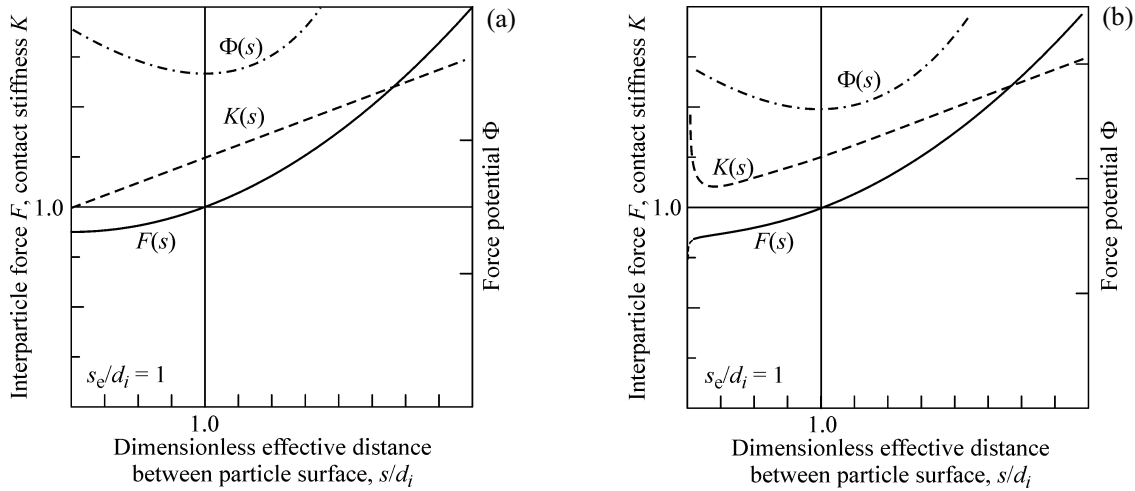 (a)
Φ(s)
K(s)
F(s)
1.0
s_e/d_i = 1
1.0
Interparticle force F, contact stiffness K
Force potential Φ
Dimensionless effective distance
between particle surface, s/d_i
(b)
Φ(s)
K(s)
F(s)
1.0
s_e/d_i = 1
1.0
Interparticle force F, contact stiffness K
Force potential Φ
Dimensionless effective distance
between particle surface, s/d_i